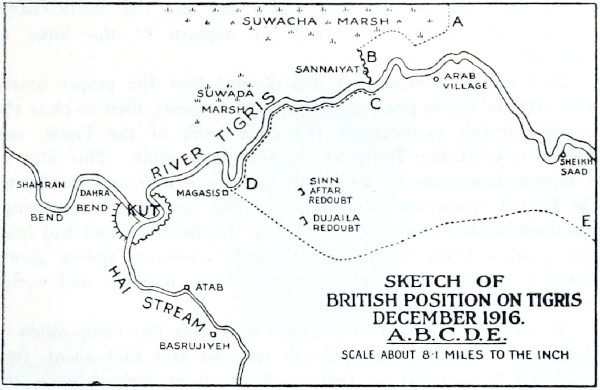 SUWACHA MARSH
A
B
SANNAIYAT
ARAB
VILLAGE
C
SUWADA
MARSH
RIVER TIGRIS
SHEIKH
SAAD
SHAMRAN
BEND
DAHRA
BEND
KUT
MAGASIS
D
SINN
AFTAR
REDOUBT
DUJAILA
REDOUBT
E
HAI STREAM
ATAB
BASRUJIYEH
SKETCH OF
BRITISH POSITION ON TIGRIS
DECEMBER 1916.
A.B.C.D.E.
SCALE ABOUT 8·1 MILES TO THE INCH